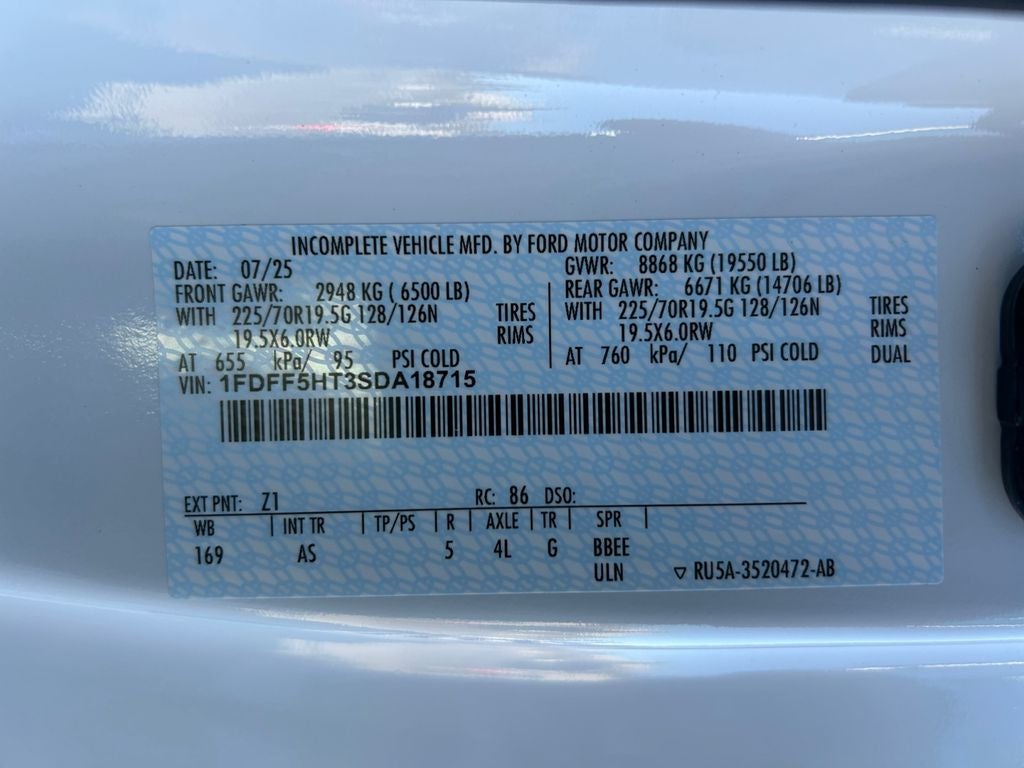 INCOMPLETE VEHICLE MFD. BY FORD MOTOR COMPANY
DATE: 07/25 GVWR: 8868 KG (19550 LB)
FRONT GAWR: 2948 KG ( 6500 LB) REAR GAWR: 6671 KG (14706 LB)
WITH 225/70R19.5G 128/126N TIRES WITH 225/70R19.5G 128/126N TIRES
19.5X6.0RW RIMS 19.5X6.0RW RIMS
AT 655 kPa/ 95 PSI COLD AT 760 kPa/ 110 PSI COLD DUAL
VIN: 1FDFF5HT3SDA18715
EXT PNT: Z1 RC: 86 DSO:
WB INT TR TP/PS R AXLE TR SPR
169 AS 5 4L G BBEE
ULN RU5A-3520472-AB